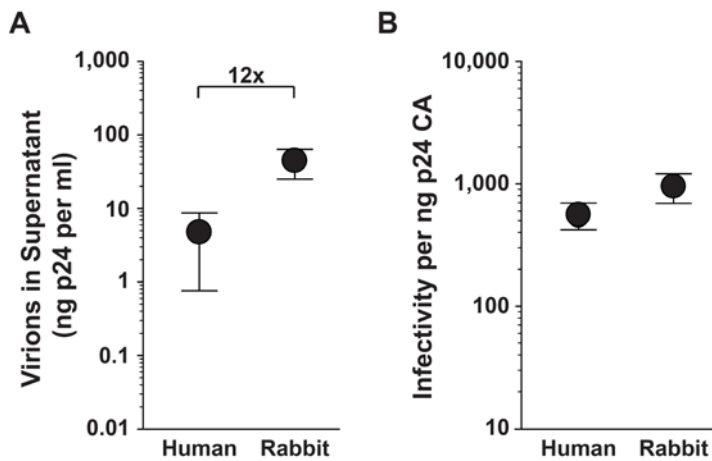 A
Virions in Supernatant
(ng p24 per ml)
1,000
100
10
1
0.1
0.01
12x
Human Rabbit
B
Infectivity per ng p24 CA
10,000
1,000
100
10
Human Rabbit